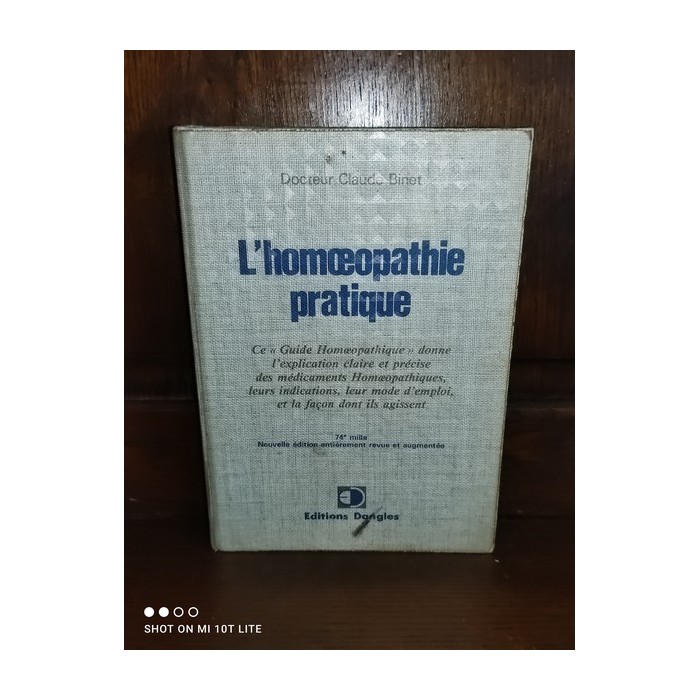 Docteur Claude Binet
L'homœopathie
pratique
Ce « Guide Homœopathique » donne
l'explication claire et précise
des médicaments Homœopathiques,
leurs indications, leur mode d'emploi,
et la façon dont ils agissent
74e mille
Nouvelle édition entièrement revue et augmentée
Editions Dangles
SHOT ON MI 10T LITE